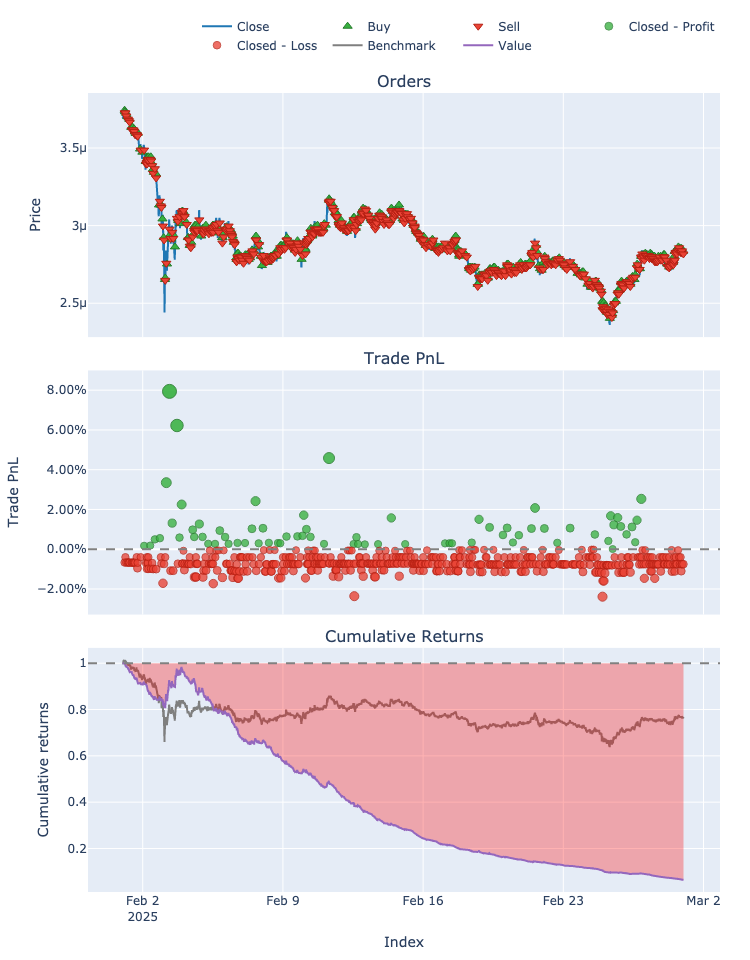 Close Buy Sell Closed - Profit
Closed - Loss Benchmark Value
Orders
3.5μ
3μ
2.5μ
Price
Trade PnL
8.00%
6.00%
4.00%
2.00%
0.00%
−2.00%
Trade PnL
Cumulative Returns
1
0.8
0.6
0.4
0.2
Cumulative returns
Feb 2 Feb 9 Feb 16 Feb 23 Mar 2
2025
Index